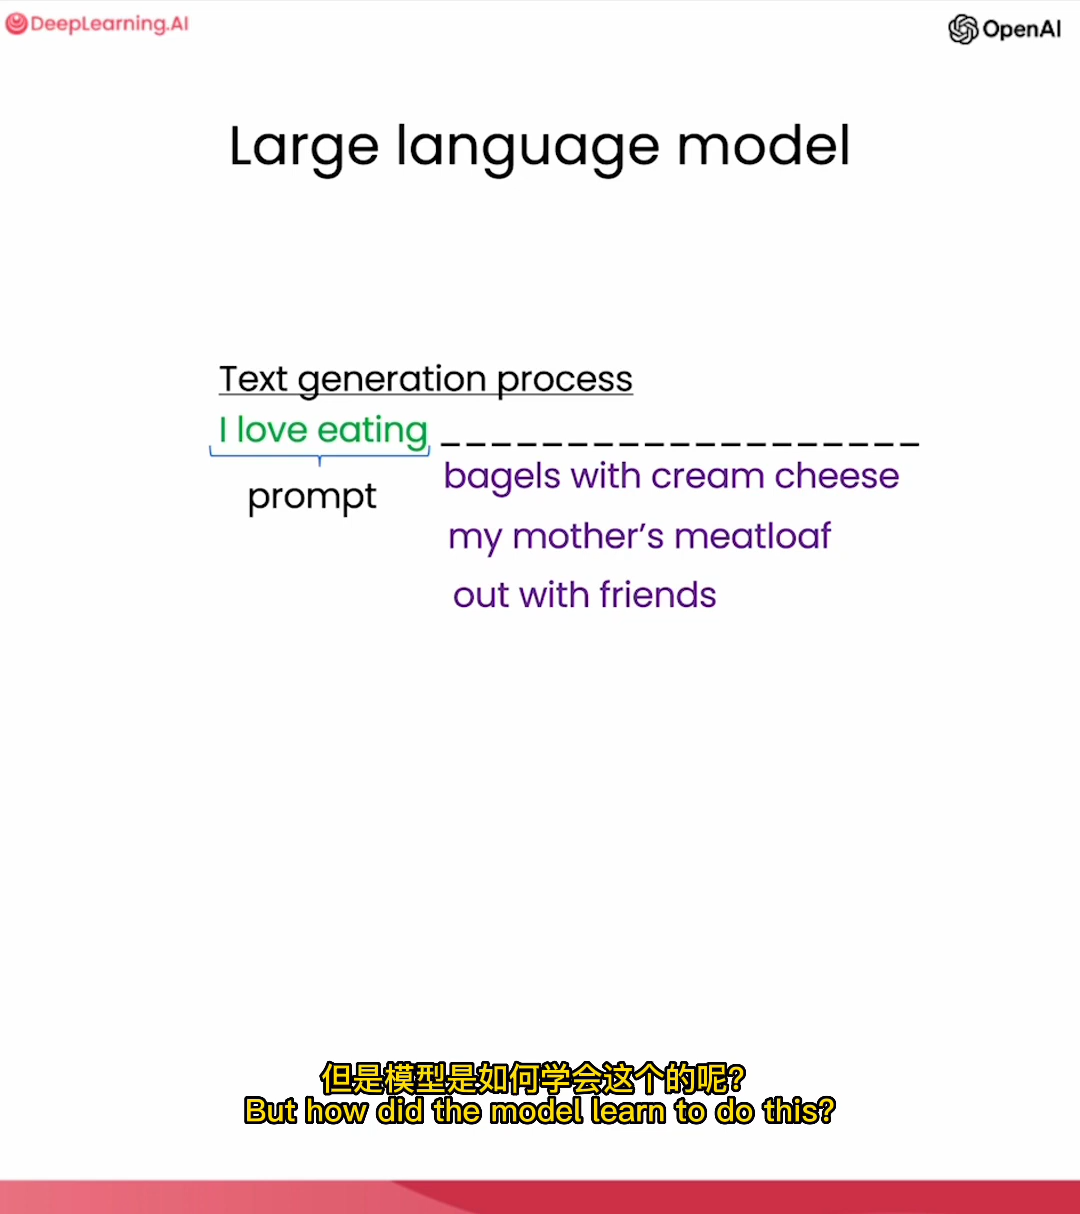 DeepLearning.AI
OpenAI
Large language model
Text generation process
I love eating ___________________
prompt
bagels with cream cheese
my mother’s meatloaf
out with friends
但是模型是如何学会这个的呢?
But how did the model learn to do this?